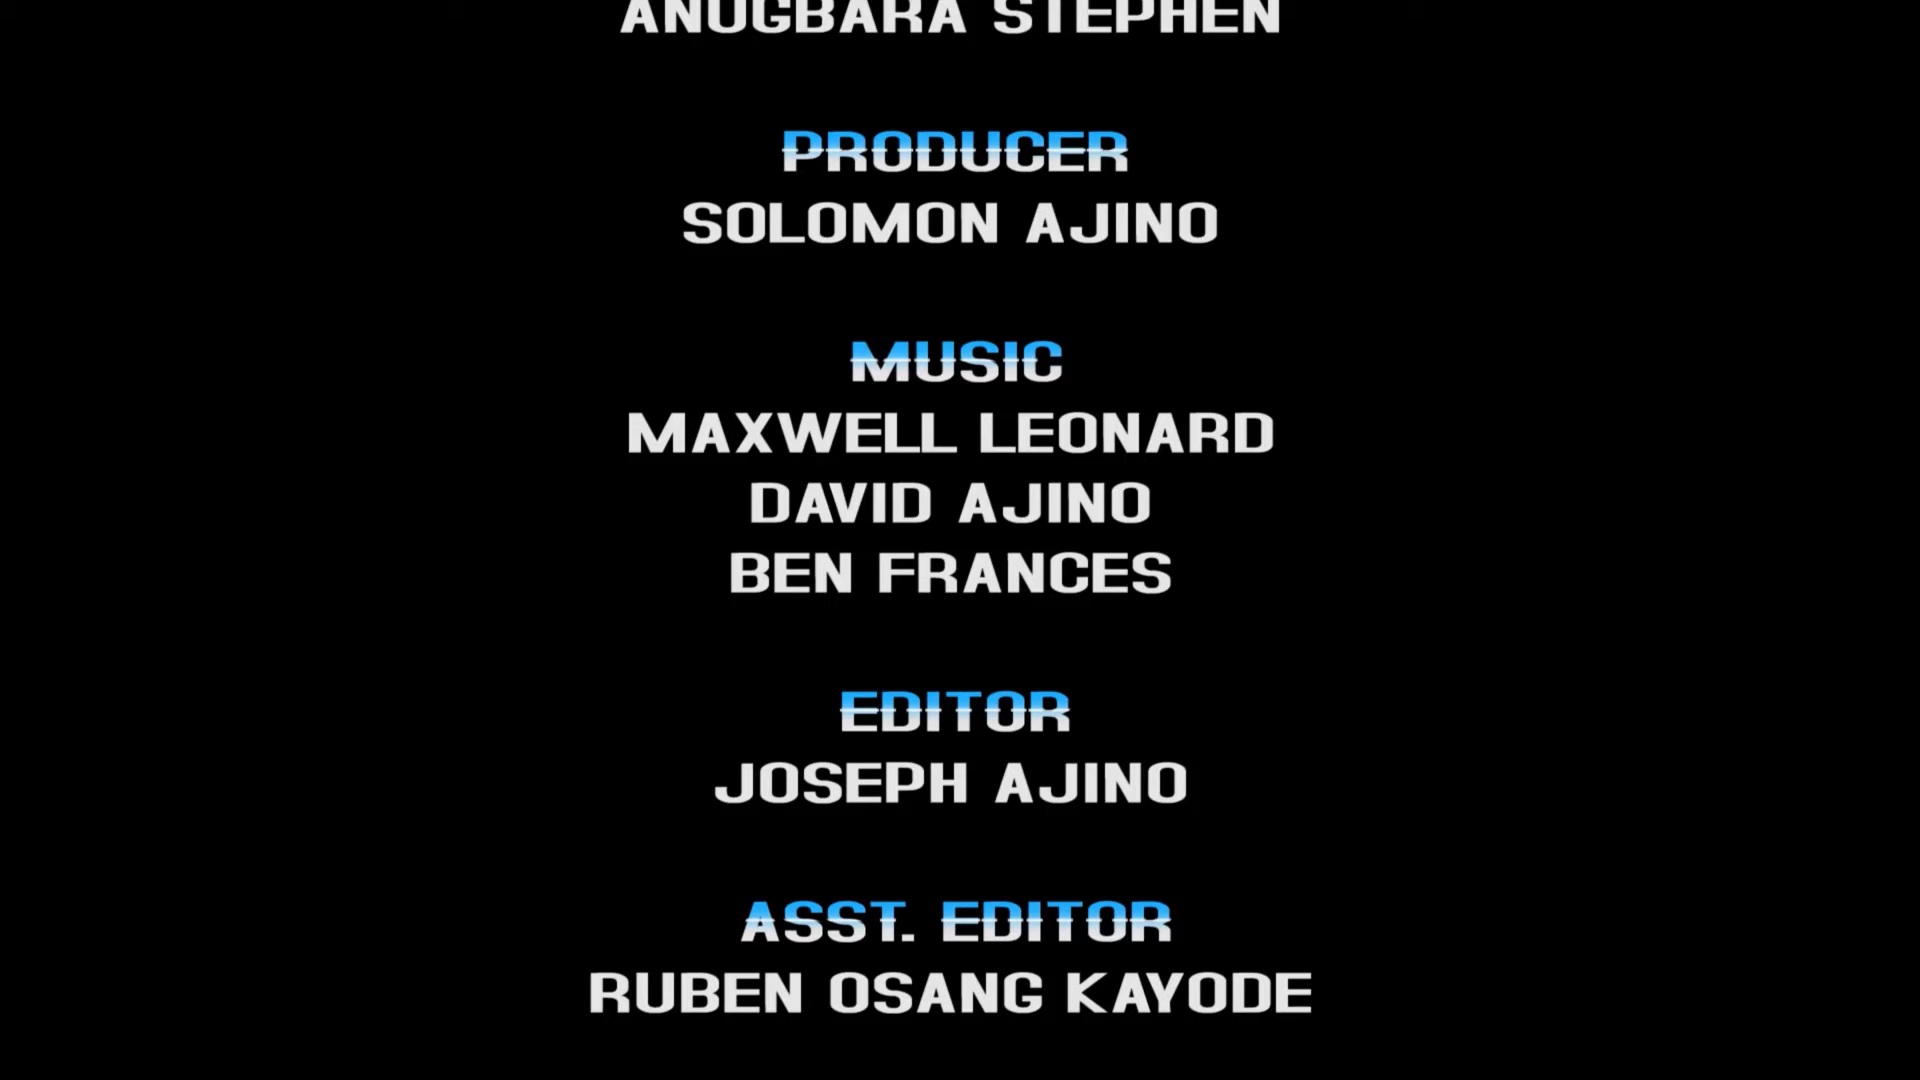 ANUGBARA STEPHEN
PRODUCER
SOLOMON AJINO
MUSIC
MAXWELL LEONARD
DAVID AJINO
BEN FRANCES
EDITOR
JOSEPH AJINO
ASST. EDITOR
RUBEN OSANG KAYODE